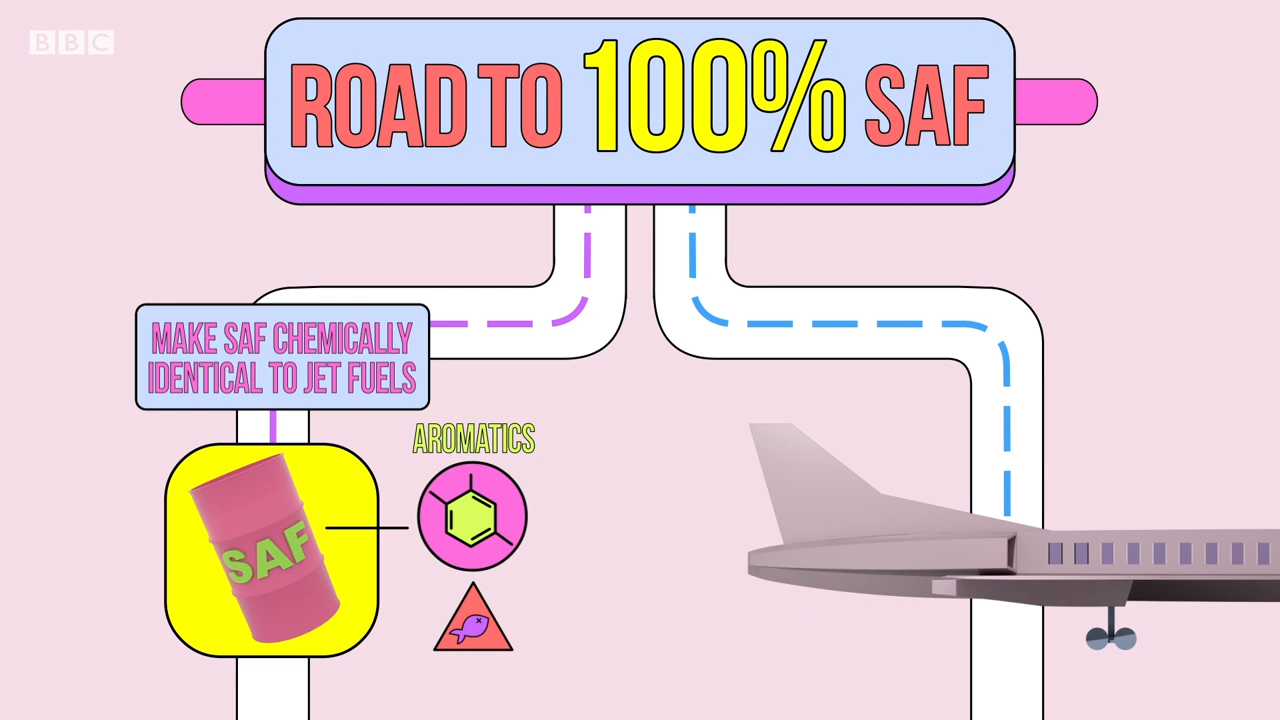 BBC
ROAD TO 100% SAF
MAKE SAF CHEMICALLY
IDENTICAL TO JET FUELS
AROMATICS
SAF